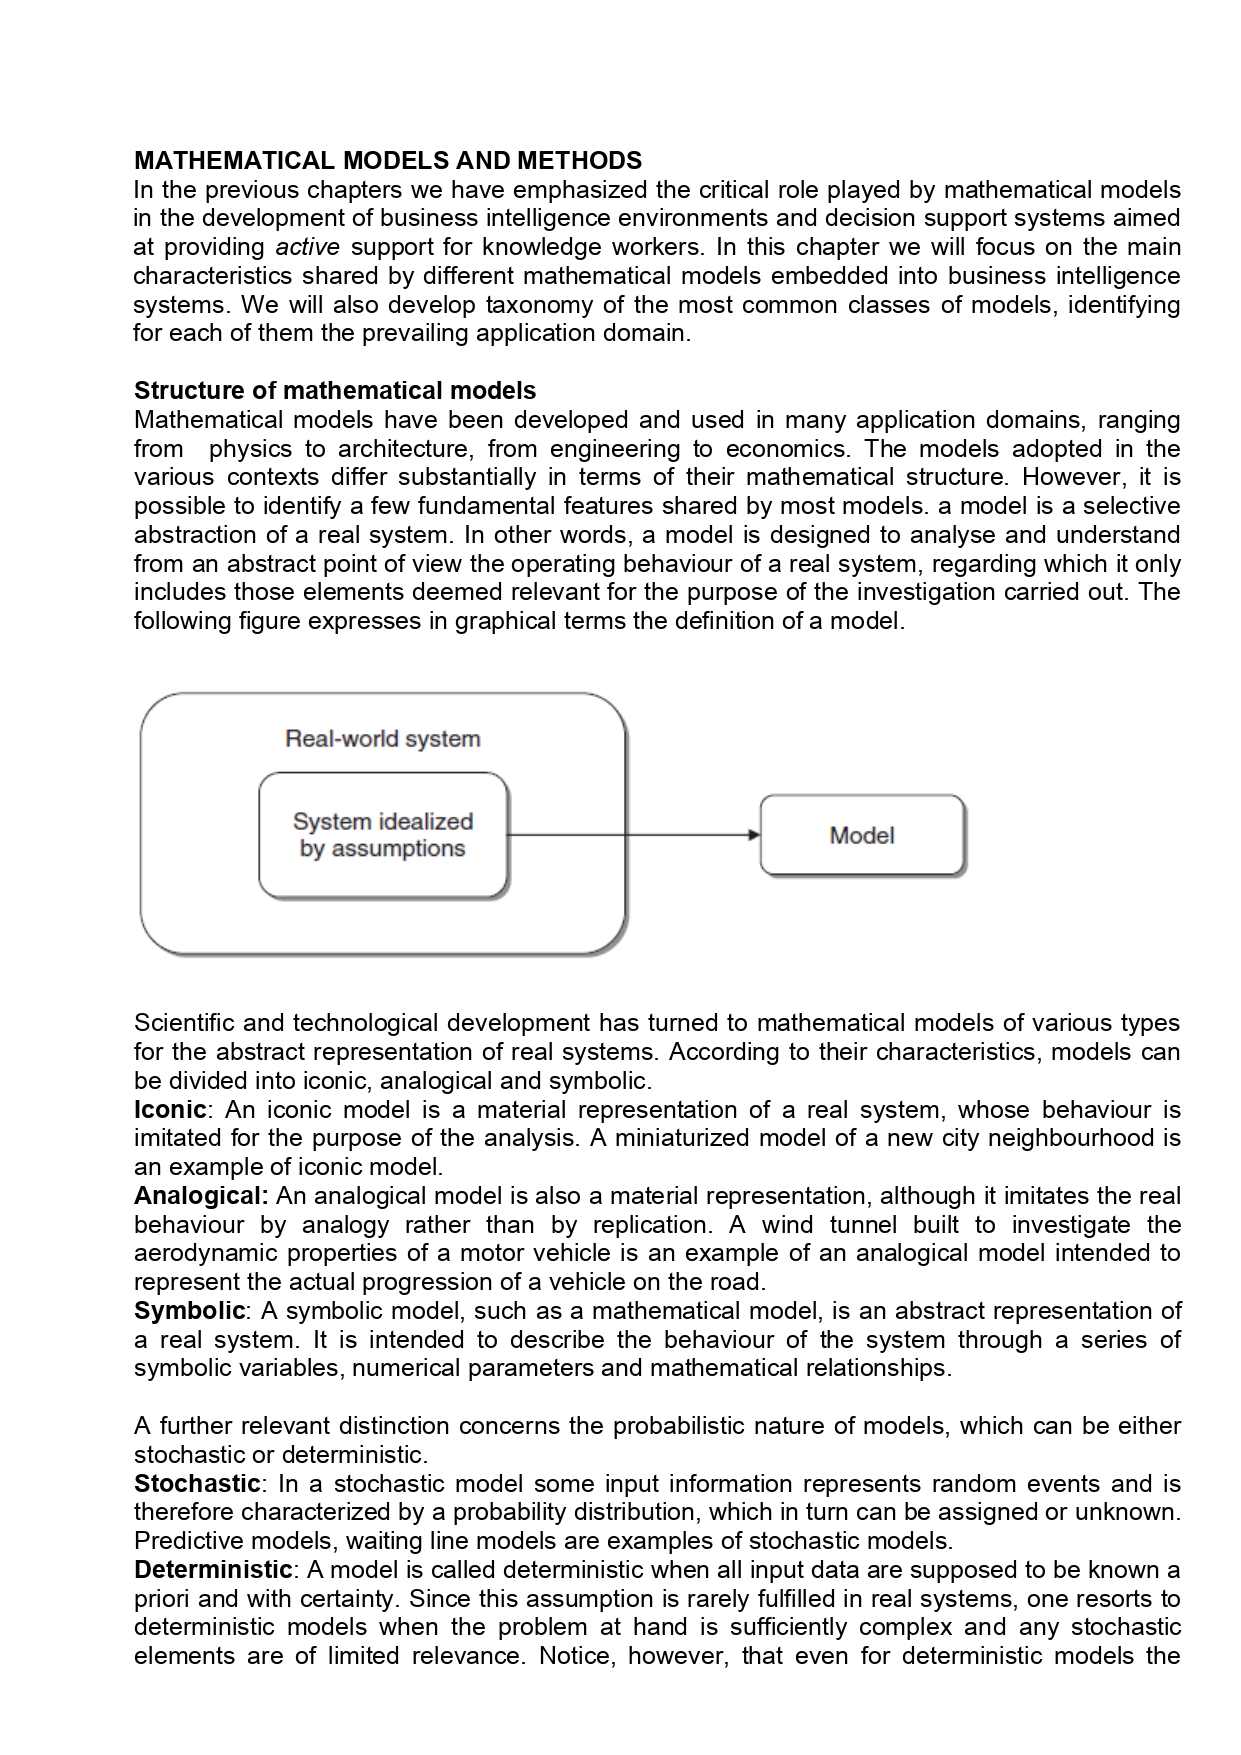 MATHEMATICAL MODELS AND METHODS
In the previous chapters we have emphasized the critical role played by mathematical models
in the development of business intelligence environments and decision support systems aimed
at providing active support for knowledge workers. In this chapter we will focus on the main
characteristics shared by different mathematical models embedded into business intelligence
systems. We will also develop taxonomy of the most common classes of models, identifying
for each of them the prevailing application domain.
Structure of mathematical models
Mathematical models have been developed and used in many application domains, ranging
from physics to architecture, from engineering to economics. The models adopted in the
various contexts differ substantially in terms of their mathematical structure. However, it is
possible to identify a few fundamental features shared by most models. a model is a selective
abstraction of a real system. In other words, a model is designed to analyse and understand
from an abstract point of view the operating behaviour of a real system, regarding which it only
includes those elements deemed relevant for the purpose of the investigation carried out. The
following figure expresses in graphical terms the definition of a model.
Real-world system
System idealized
by assumptions
Model
Scientific and technological development has turned to mathematical models of various types
for the abstract representation of real systems. According to their characteristics, models can
be divided into iconic, analogical and symbolic.
Iconic: An iconic model is a material representation of a real system, whose behaviour is
imitated for the purpose of the analysis. A miniaturized model of a new city neighbourhood is
an example of iconic model.
Analogical: An analogical model is also a material representation, although it imitates the real
behaviour by analogy rather than by replication. A wind tunnel built to investigate the
aerodynamic properties of a motor vehicle is an example of an analogical model intended to
represent the actual progression of a vehicle on the road.
Symbolic: A symbolic model, such as a mathematical model, is an abstract representation of
a real system. It is intended to describe the behaviour of the system through a series of
symbolic variables, numerical parameters and mathematical relationships.
A further relevant distinction concerns the probabilistic nature of models, which can be either
stochastic or deterministic.
Stochastic: In a stochastic model some input information represents random events and is
therefore characterized by a probability distribution, which in turn can be assigned or unknown.
Predictive models, waiting line models are examples of stochastic models.
Deterministic: A model is called deterministic when all input data are supposed to be known a
priori and with certainty. Since this assumption is rarely fulfilled in real systems, one resorts to
deterministic models when the problem at hand is sufficiently complex and any stochastic
elements are of limited relevance. Notice, however, that even for deterministic models the